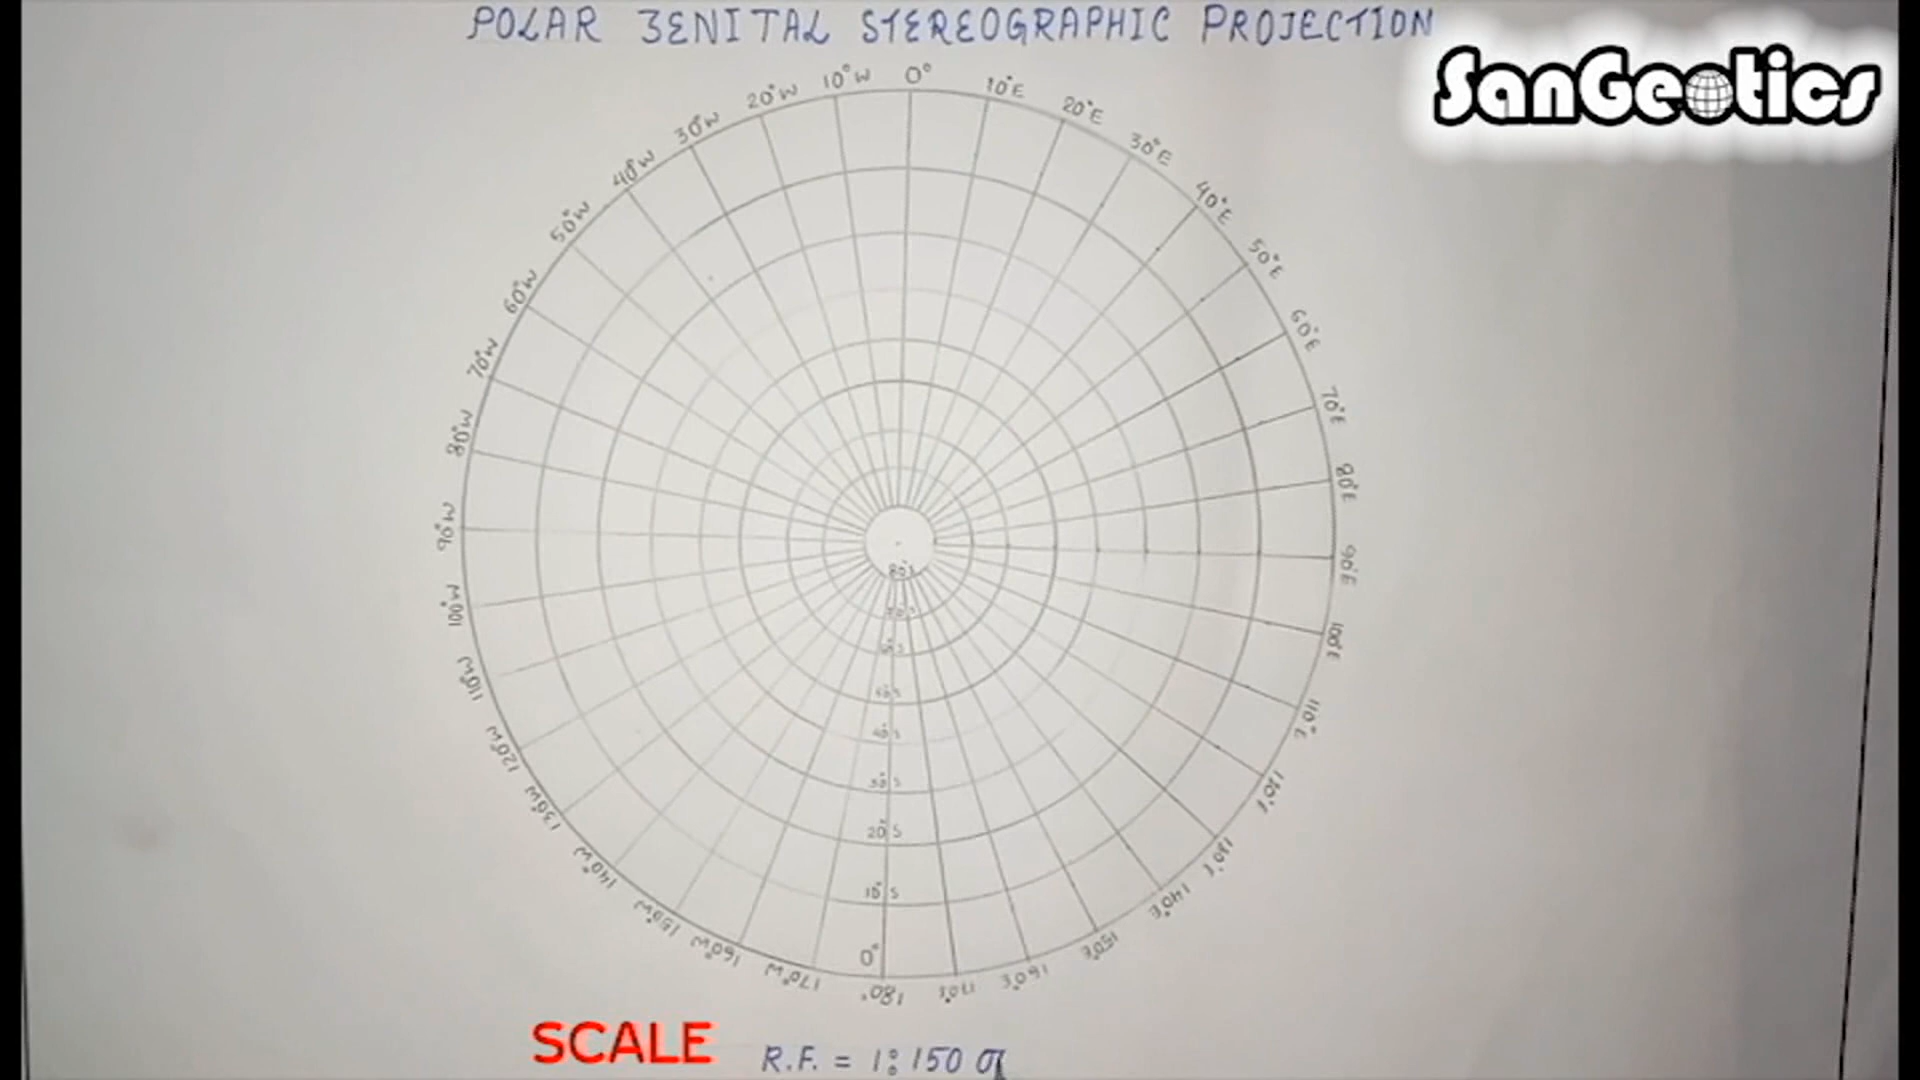 POLAR ZENITAL STEREOGRAPHIC PROJECTION
SanGeotics
0°
10°E
20°E
30°E
40°E
50°E
60°E
70°E
80°E
90°E
100°E
110°E
130°E
140°E
150°E
160°E
170°E
180°
170°W
160°W
150°W
140°W
130°W
120°W
110°W
100°W
90°W
80°W
70°W
60°W
50°W
40°W
30°W
20°W
10°W
40°S
30°S
20°S
10°S
0°
SCALE
R.F. = 1:150